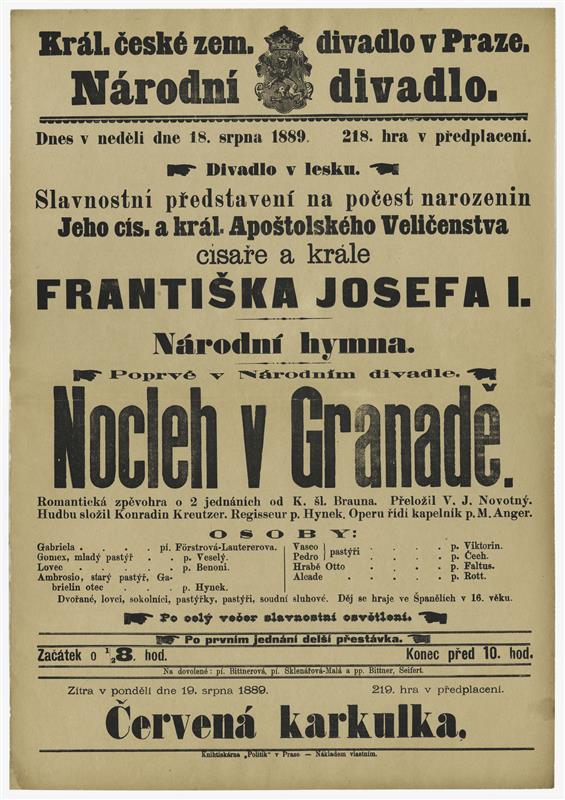 Král. české zem. divadlo v Praze.
Národní divadlo.
Dnes v neděli dne 18. srpna 1889. 218. hra v předplacení.
Divadlo v lesku.
Slavnostní představení na počest narozenin
Jeho cís. a král. Apoštolského Veličenstva
císaře a krále
FRANTIŠKA JOSEFA I.
Národní hymna.
Poprvé v Národním divadle.
Nocleh v Granadě.
Romantická zpěvohra o 2 jednáních od K. šl. Brauna. Přeložil V. J. Novotný.
Hudbu složil Konradin Kreutzer. Regisseur p. Hynek. Operu řídí kapelník p. M. Anger.
OSOBY:
Gabriela . . . . pí. Förstrová-Lautererova.
Gomez, mladý pastýř . . p. Veselý.
Lovec . . . . . p. Benoni.
Ambrosio, starý pastýř, Ga-
brielin otec . . . p. Hynek.
Vasco } pastýři . . . . p. Viktorin.
Pedro } . . . . p. Čech.
Hrabě Otto . . . . p. Faltus.
Alcade . . . . . p. Rott.
Dvořané, lovci, sokolníci, pastýřky, pastýři, soudní sluhové. Děj se hraje ve Španělích v 16. věku.
Po celý večer slavnostní osvětlení.
Po prvním jednání delší přestávka.
Začátek o 1/2 8. hod. Konec před 10. hod.
Na dovolené: pí. Bittnerová, pí. Sklenářová-Malá a pp. Bittner, Seifert.
Zítra v pondělí dne 19. srpna 1889. 219. hra v předplacení.
Červená karkulka.
Knihtiskárna „Politik" v Praze. — Nákladem vlastním.